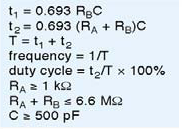 t₁ = 0.693 R_BC
t₂ = 0.693 (R_A + R_B)C
T = t₁ + t₂
frequency = 1/T
duty cycle = t₂/T × 100%
R_A ≥ 1 kΩ
R_A + R_B ≤ 6.6 MΩ
C ≥ 500 pF